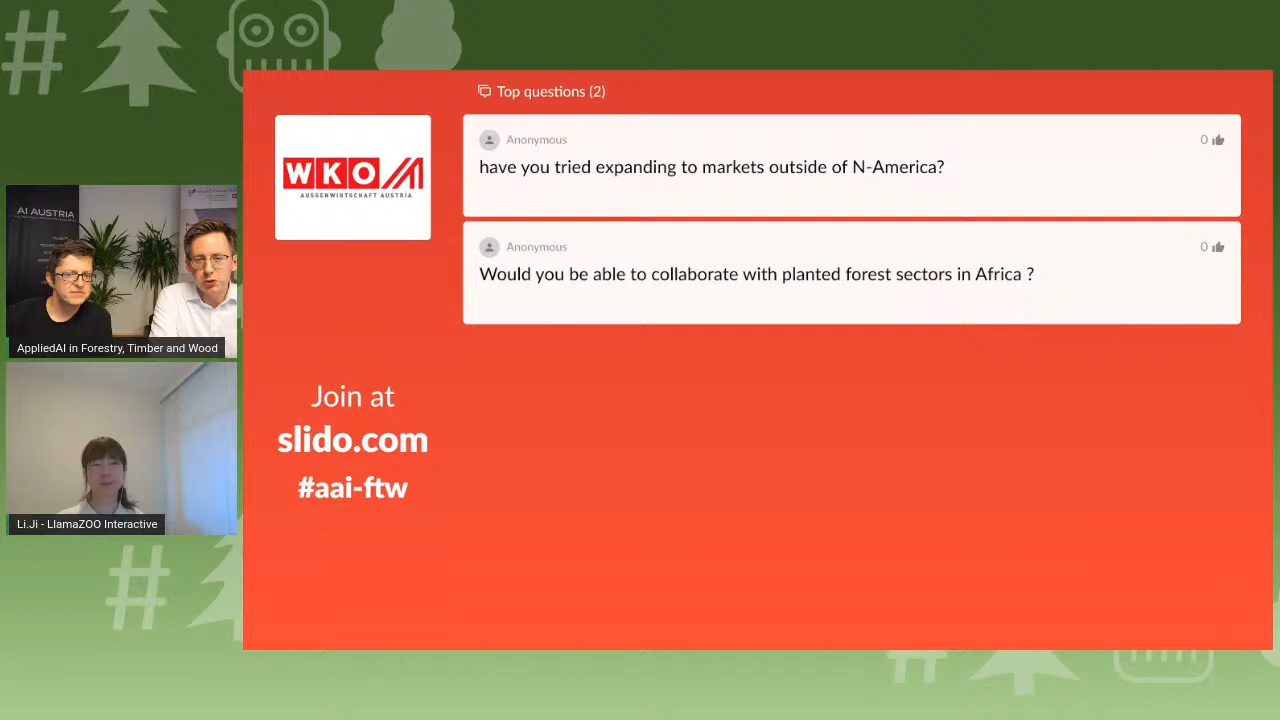 Top questions (2)
WKO
AUSSENWIRTSCHAFT AUSTRIA
Anonymous
0
have you tried expanding to markets outside of N-America?
Anonymous
0
Would you be able to collaborate with planted forest sectors in Africa ?
AI AUSTRIA
AppliedAI in Forestry, Timber and Wood
Join at
slido.com
#aai-ftw
Li.Ji - LlamaZOO Interactive